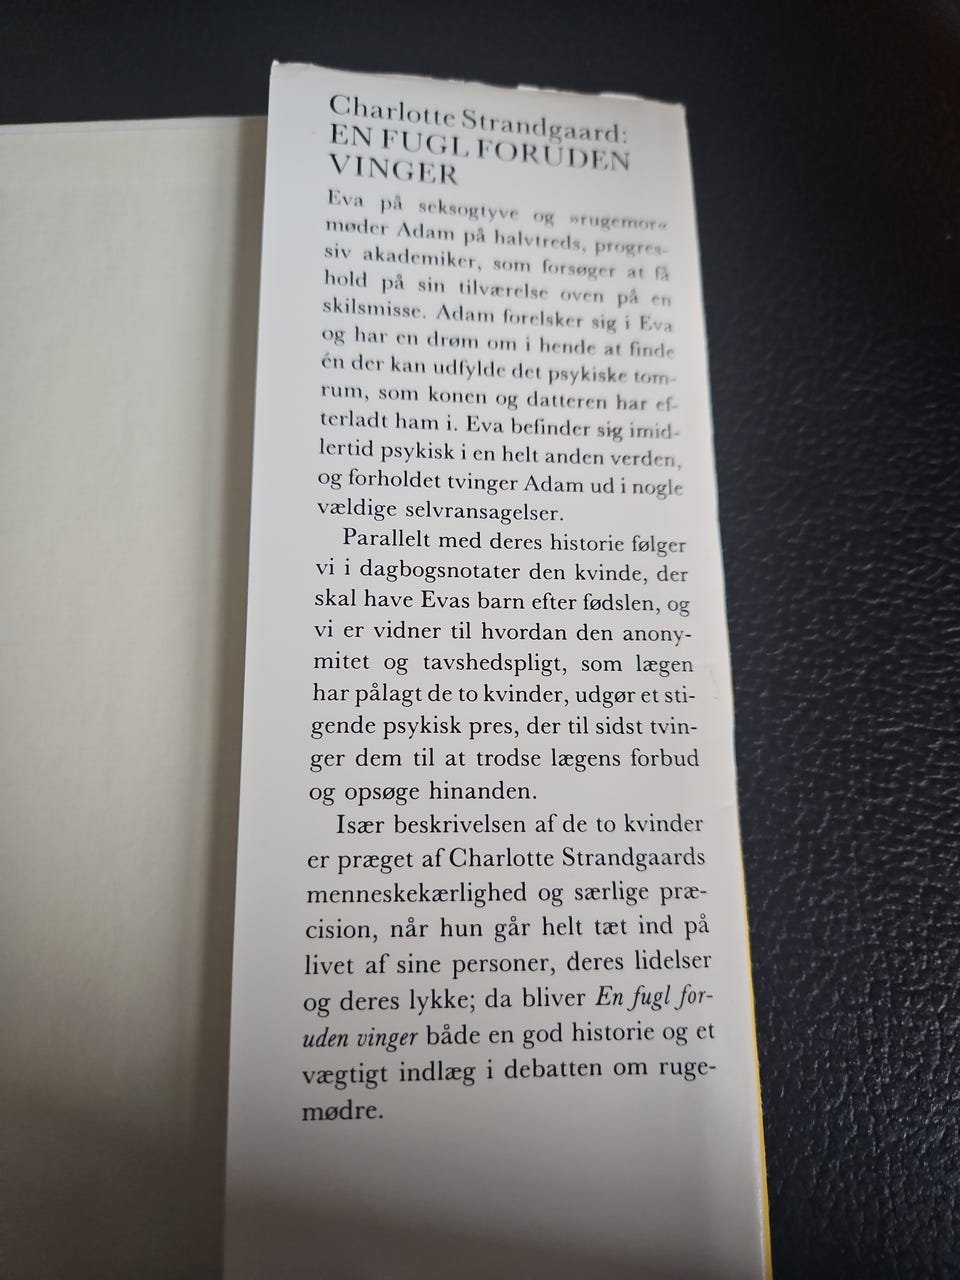 Charlotte Strandgaard:
EN FUGL FORUDEN
VINGER
Eva på seksogtyve og »rugemor«
møder Adam på halvtreds, progres-
siv akademiker, som forsøger at få
hold på sin tilværelse oven på en
skilsmisse. Adam forelsker sig i Eva
og har en drøm om i hende at finde
én der kan udfylde det psykiske tom-
rum, som konen og datteren har ef-
terladt ham i. Eva befinder sig imid-
lertid psykisk i en helt anden verden,
og forholdet tvinger Adam ud i nogle
vældige selvransagelser.
Parallelt med deres historie følger
vi i dagbogsnotater den kvinde, der
skal have Evas barn efter fødslen, og
vi er vidner til hvordan den anony-
mitet og tavshedspligt, som lægen
har pålagt de to kvinder, udgør et sti-
gende psykisk pres, der til sidst tvin-
ger dem til at trodse lægens forbud
og opsøge hinanden.
Især beskrivelsen af de to kvinder
er præget af Charlotte Strandgaards
menneskekærlighed og særlige præ-
cision, når hun går helt tæt ind på
livet af sine personer, deres lidelser
og deres lykke; da bliver En fugl for-
uden vinger både en god historie og et
vægtigt indlæg i debatten om ruge-
mødre.